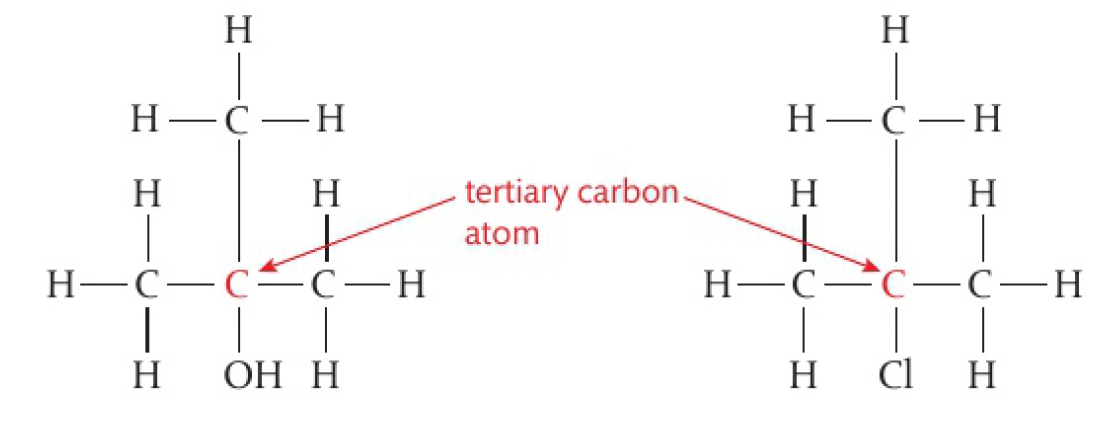 H H
H—C—H H—C—H
H H tertiary carbon H H
atom
H—C—C—C—H H—C—C—C—H
H OH H H Cl H